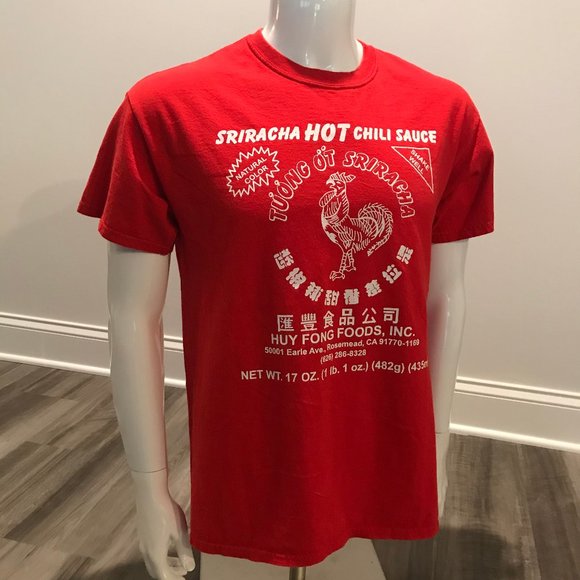 SRIRACHA HOT CHILI SAUCE
NATURAL
COLOR
SHAKE
WELL
TƯƠNG ỚT SRIRACHA
匯豐食品公司
HUY FONG FOODS, INC.
50001 Earle Ave., Rosemead, CA 91770-1169
(626) 286-8328
NET WT. 17 OZ. (1 lb. 1 oz.) (482g) (435m